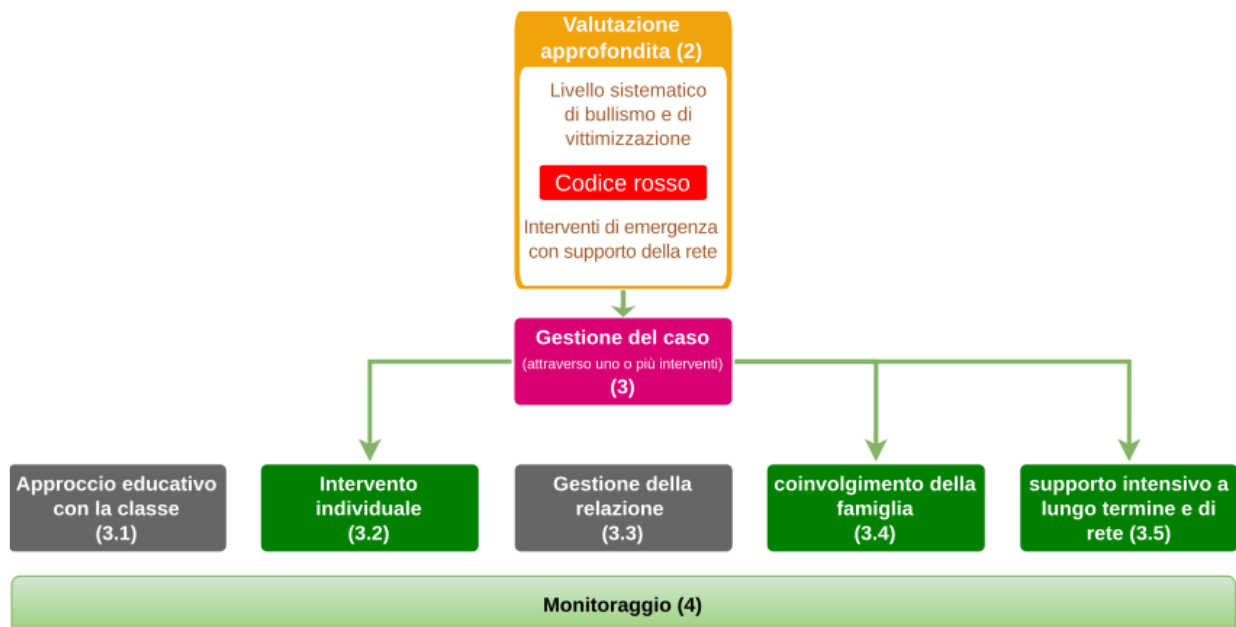 Valutazione
approfondita (2)
Livello sistematico
di bullismo e di
vittimizzazione
Codice rosso
Interventi di emergenza
con supporto della rete
Gestione del caso
(attraverso uno o più interventi)
(3)
Approccio educativo
con la classe
(3.1)
Intervento
individuale
(3.2)
Gestione della
relazione
(3.3)
coinvolgimento della
famiglia
(3.4)
supporto intensivo a
lungo termine e di
rete (3.5)
Monitoraggio (4)